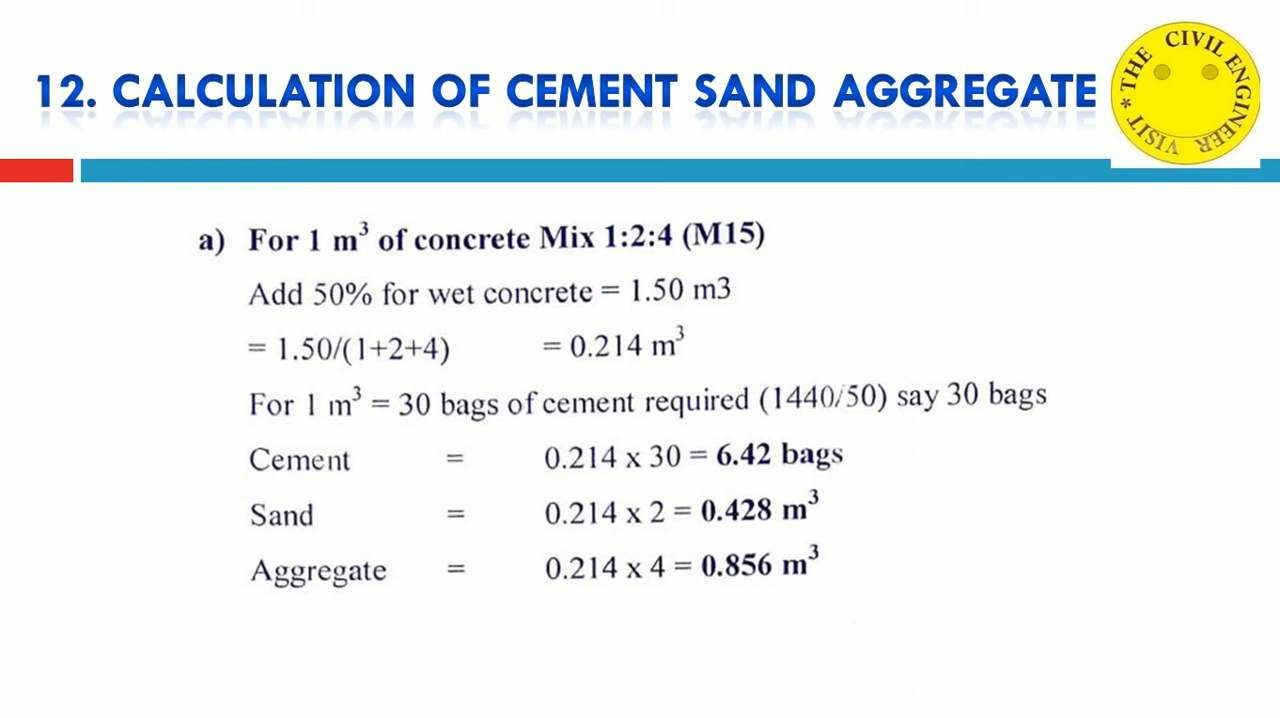 12. CALCULATION OF CEMENT SAND AGGREGATE
VISIT * THE CIVIL ENGINEER
a) For 1 m³ of concrete Mix 1:2:4 (M15)
Add 50% for wet concrete = 1.50 m3
= 1.50/(1+2+4) = 0.214 m³
For 1 m³ = 30 bags of cement required (1440/50) say 30 bags
Cement = 0.214 x 30 = 6.42 bags
Sand = 0.214 x 2 = 0.428 m³
Aggregate = 0.214 x 4 = 0.856 m³